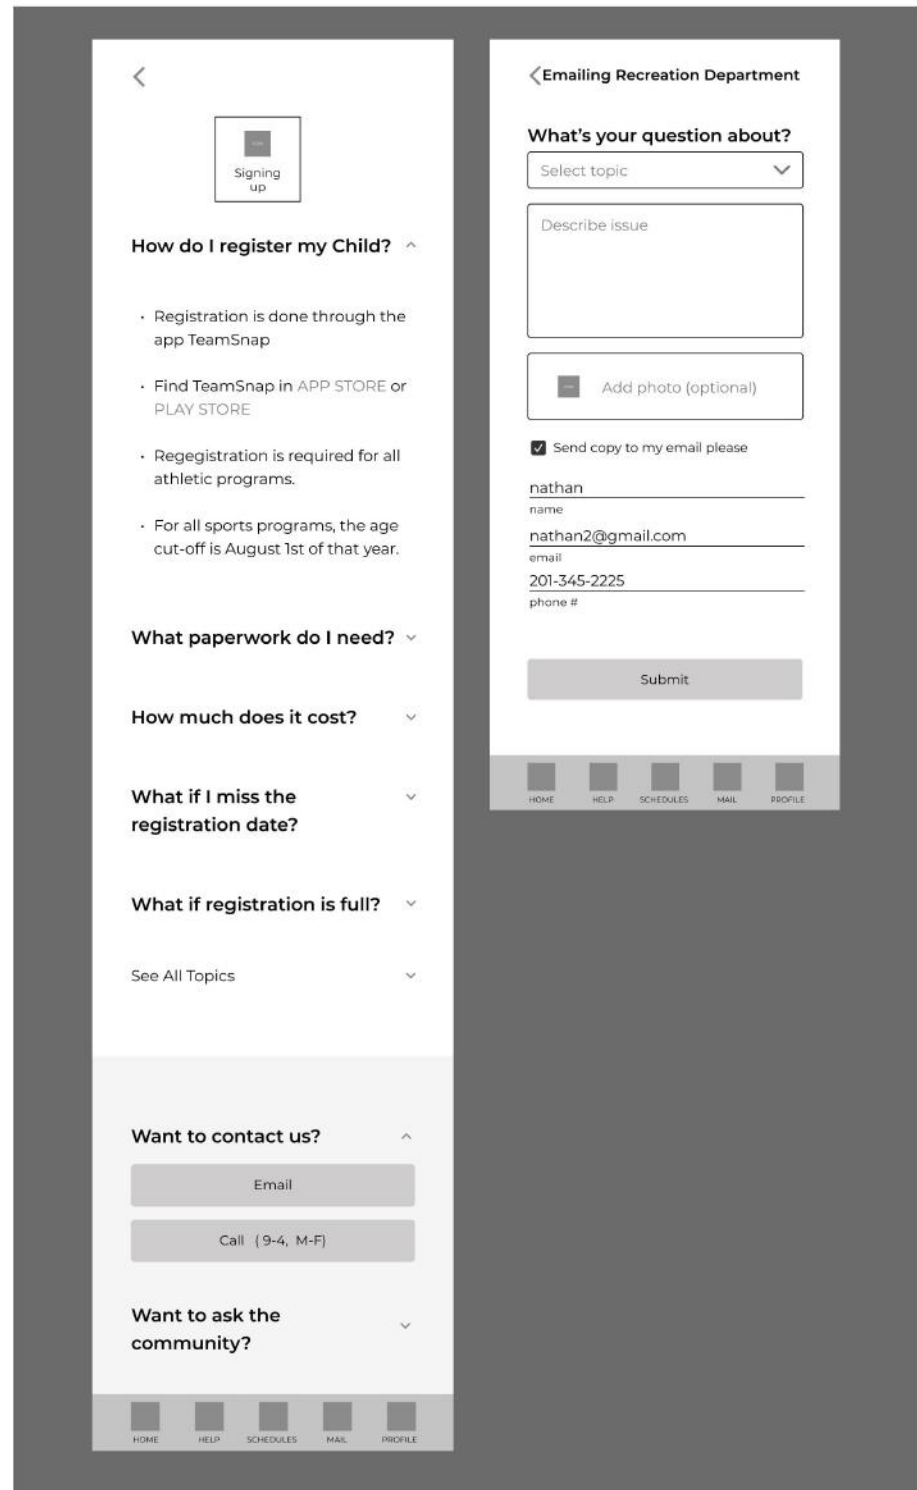 Signing
up
How do I register my Child?
• Registration is done through the
app TeamSnap
• Find TeamSnap in APP STORE or
PLAY STORE
• Regegistration is required for all
athletic programs.
• For all sports programs, the age
cut-off is August 1st of that year.
What paperwork do I need?
How much does it cost?
What if I miss the
registration date?
What if registration is full?
See All Topics
Want to contact us?
Email
Call ( 9-4, M-F)
Want to ask the
community?
HOME HELP SCHEDULES MAIL PROFILE
Emailing Recreation Department
What's your question about?
Select topic
Describe issue
Add photo (optional)
Send copy to my email please
nathan
name
nathan2@gmail.com
email
201-345-2225
phone #
Submit
HOME HELP SCHEDULES MAIL PROFILE